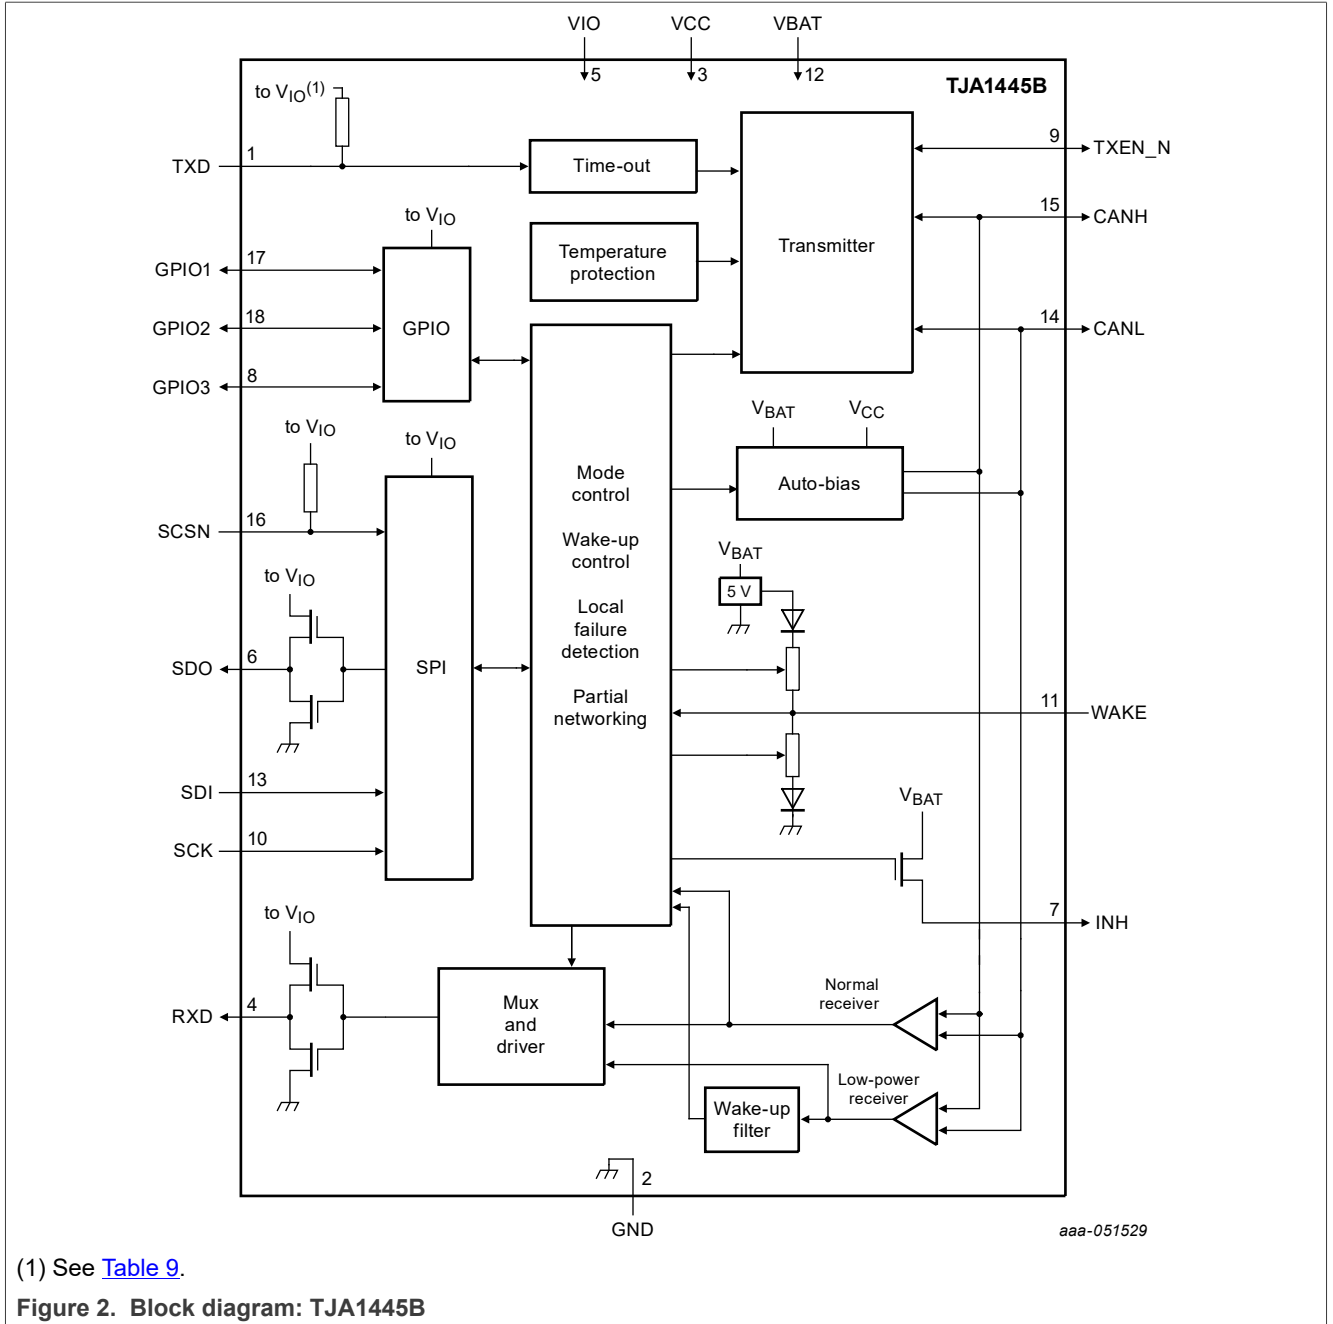 VIO VCC VBAT
5 3 12
TJA1445B
to VIO(1)
TXD 1
Time-out
9 TXEN_N
15 CANH
to VIO
Temperature
protection
Transmitter
GPIO1 17
GPIO2 18
GPIO
14 CANL
GPIO3 8
VBAT VCC
to VIO
to VIO
Auto-bias
SCSN 16
Mode
control
Wake-up
control
Local
failure
detection
Partial
networking
VBAT
5 V
to VIO
SDO 6
SPI
11 WAKE
SDI 13
VBAT
SCK 10
to VIO
7 INH
RXD 4
Mux
and
driver
Normal
receiver
Low-power
receiver
Wake-up
filter
2
GND
aaa-051529
(1) See Table 9.
Figure 2. Block diagram: TJA1445B